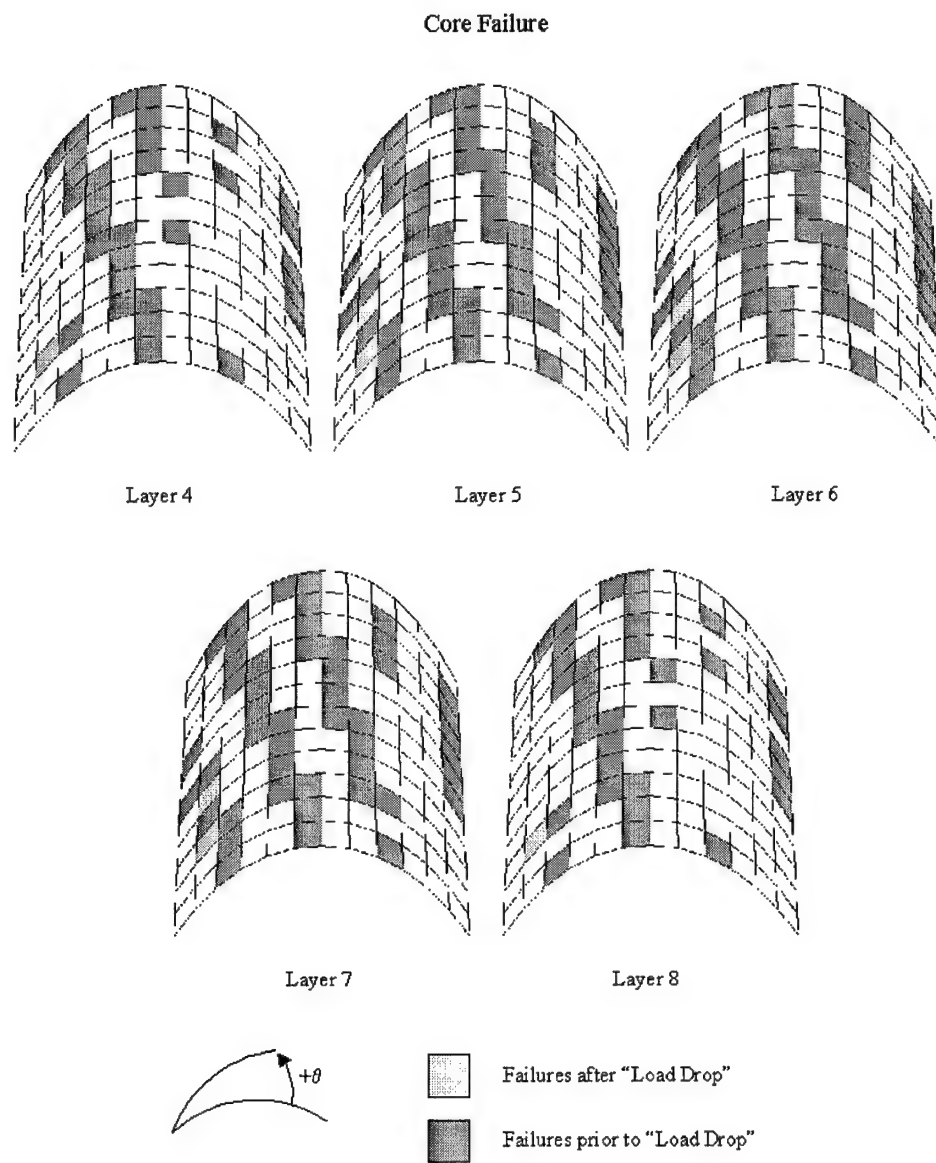 Core Failure
Layer 4
Layer 5
Layer 6
Layer 7
Layer 8
+θ
Failures after “Load Drop”
Failures prior to “Load Drop”